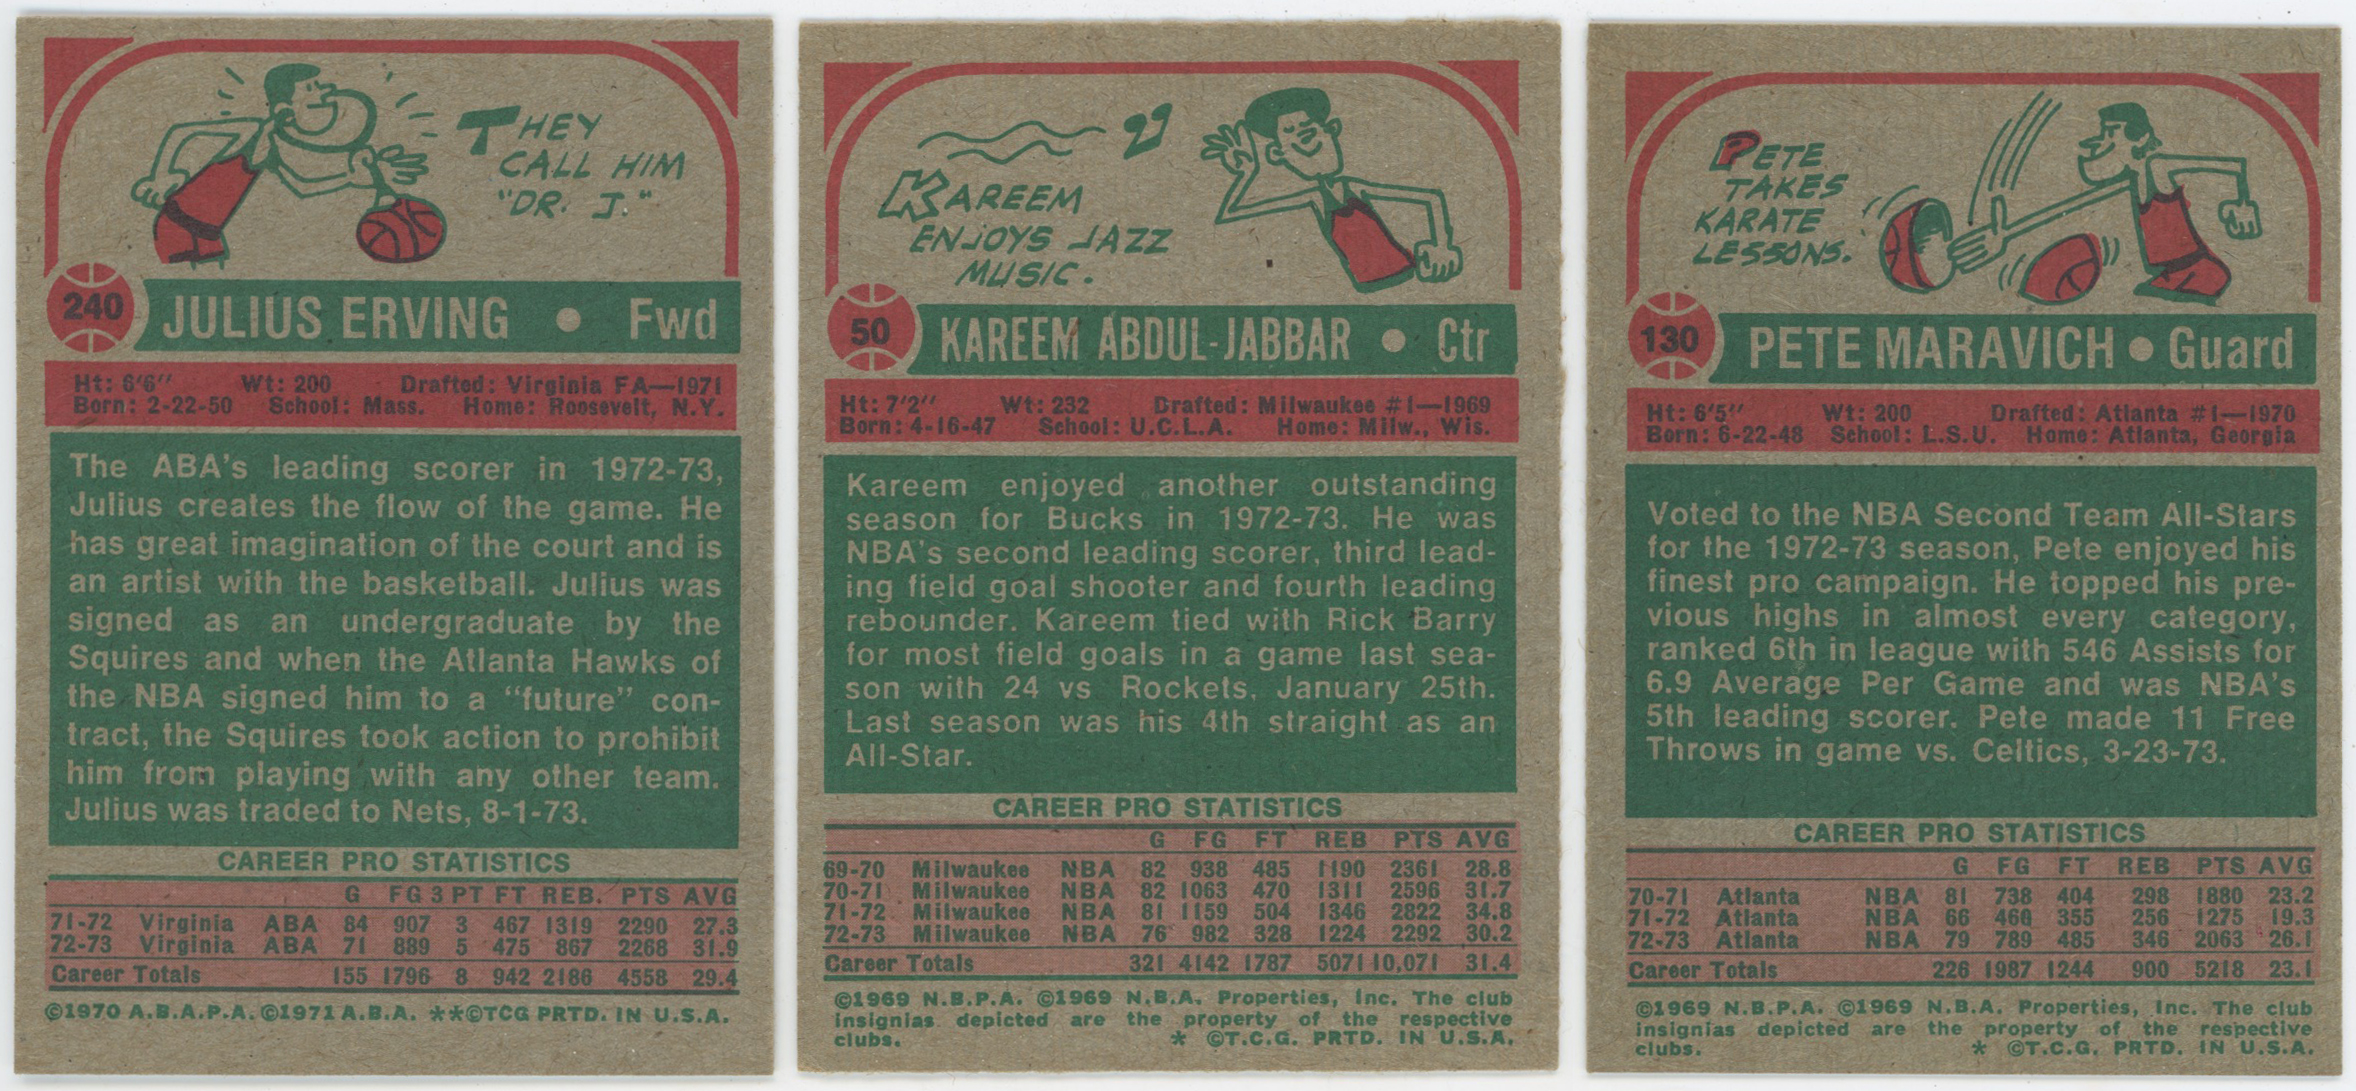 THEY
CALL HIM
"DR. J."
240 JULIUS ERVING • Fwd
Ht: 6'6" Wt: 200 Drafted: Virginia FA—1971
Born: 2-22-50 School: Mass. Home: Roosevelt, N.Y.
The ABA's leading scorer in 1972-73,
Julius creates the flow of the game. He
has great imagination of the court and is
an artist with the basketball. Julius was
signed as an undergraduate by the
Squires and when the Atlanta Hawks of
the NBA signed him to a "future" con-
tract, the Squires took action to prohibit
him from playing with any other team.
Julius was traded to Nets, 8-1-73.
CAREER PRO STATISTICS
G FG 3 PT FT REB. PTS AVG
71-72 Virginia ABA 84 907 3 467 1319 2290 27.3
72-73 Virginia ABA 71 889 5 475 867 2268 31.9
Career Totals 155 1796 8 942 2186 4558 29.4
©1970 A.B.A.P.A. ©1971 A.B.A. **©TCG PRTD. IN U.S.A.
KAREEM
ENJOYS JAZZ
MUSIC.
50 KAREEM ABDUL-JABBAR • Ctr
Ht: 7'2" Wt: 232 Drafted: Milwaukee #1—1969
Born: 4-16-47 School: U.C.L.A. Home: Milw., Wis.
Kareem enjoyed another outstanding
season for Bucks in 1972-73. He was
NBA's second leading scorer, third lead-
ing field goal shooter and fourth leading
rebounder. Kareem tied with Rick Barry
for most field goals in a game last sea-
son with 24 vs Rockets, January 25th.
Last season was his 4th straight as an
All-Star.
CAREER PRO STATISTICS
G FG FT REB PTS AVG
69-70 Milwaukee NBA 82 938 485 1190 2361 28.8
70-71 Milwaukee NBA 82 1063 470 1311 2596 31.7
71-72 Milwaukee NBA 81 1159 504 1346 2822 34.8
72-73 Milwaukee NBA 76 982 328 1224 2292 30.2
Career Totals 321 4142 1787 5071 10,071 31.4
©1969 N.B.P.A. ©1969 N.B.A. Properties, Inc. The club
insignias depicted are the property of the respective
clubs. * ©T.C.G. PRTD. IN U.S.A.
PETE
TAKES
KARATE
LESSONS.
130 PETE MARAVICH • Guard
Ht: 6'5" Wt: 200 Drafted: Atlanta #1—1970
Born: 6-22-48 School: L.S.U. Home: Atlanta, Georgia
Voted to the NBA Second Team All-Stars
for the 1972-73 season, Pete enjoyed his
finest pro campaign. He topped his pre-
vious highs in almost every category,
ranked 6th in league with 546 Assists for
6.9 Average Per Game and was NBA's
5th leading scorer. Pete made 11 Free
Throws in game vs. Celtics, 3-23-73.
CAREER PRO STATISTICS
G FG FT REB PTS AVG
70-71 Atlanta NBA 81 738 404 298 1880 23.2
71-72 Atlanta NBA 66 460 355 256 1275 19.3
72-73 Atlanta NBA 79 789 485 346 2063 26.1
Career Totals 226 1987 1244 900 5218 23.1
©1969 N.B.P.A. ©1969 N.B.A. Properties, Inc. The club
insignias depicted are the property of the respective
clubs. * ©T.C.G. PRTD. IN U.S.A.